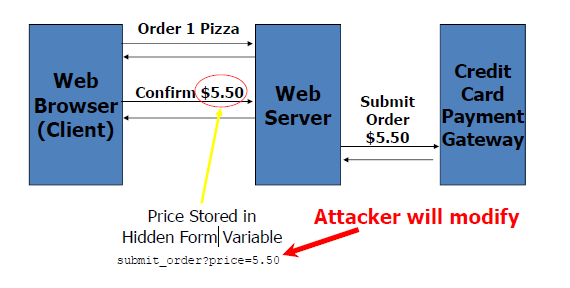 Order 1 Pizza
Web
Browser
(Client)
Confirm $5.50
Web
Server
Submit
Order
$5.50
Credit
Card
Payment
Gateway
Price Stored in
Hidden Form Variable
submit_order?price=5.50
Attacker will modify